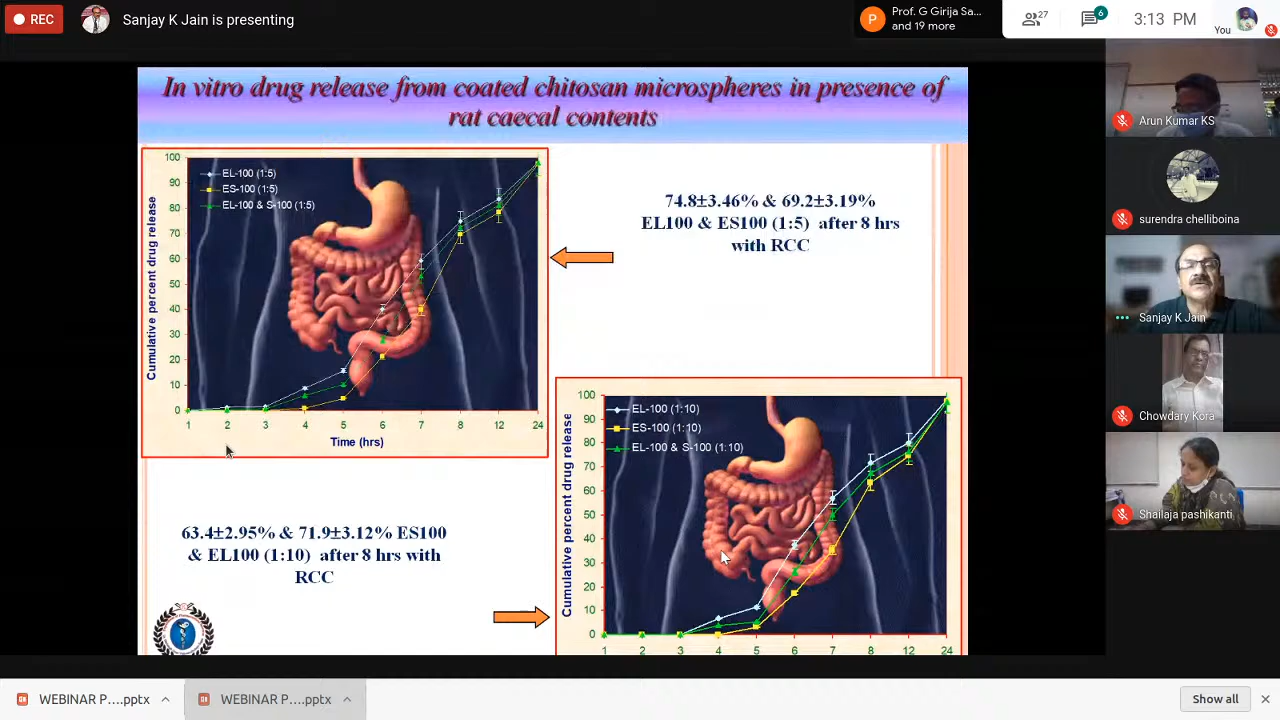 REC
Sanjay K Jain is presenting
P
Prof. G Girija Sa...
and 19 more
27
6
3:13 PM
You
In vitro drug release from coated chitosan microspheres in presence of
rat caecal contents
Cumulative percent drug release
100
90
80
70
60
50
40
30
20
10
0
EL-100 (1:5)
ES-100 (1:5)
EL-100 & S-100 (1:5)
1 2 3 4 5 6 7 8 12 24
Time (hrs)
74.8±3.46% & 69.2±3.19%
EL100 & ES100 (1:5) after 8 hrs
with RCC
63.4±2.95% & 71.9±3.12% ES100
& EL100 (1:10) after 8 hrs with
RCC
Cumulative percent drug release
100
90
80
70
60
50
40
30
20
10
0
EL-100 (1:10)
ES-100 (1:10)
EL-100 & S-100 (1:10)
1 2 3 4 5 6 7 8 12 24
Arun Kumar KS
surendra chelliboina
Sanjay K Jain
Chowdary Kora
Shailaja pashikanti
WEBINAR P....pptx
WEBINAR P....pptx
Show all